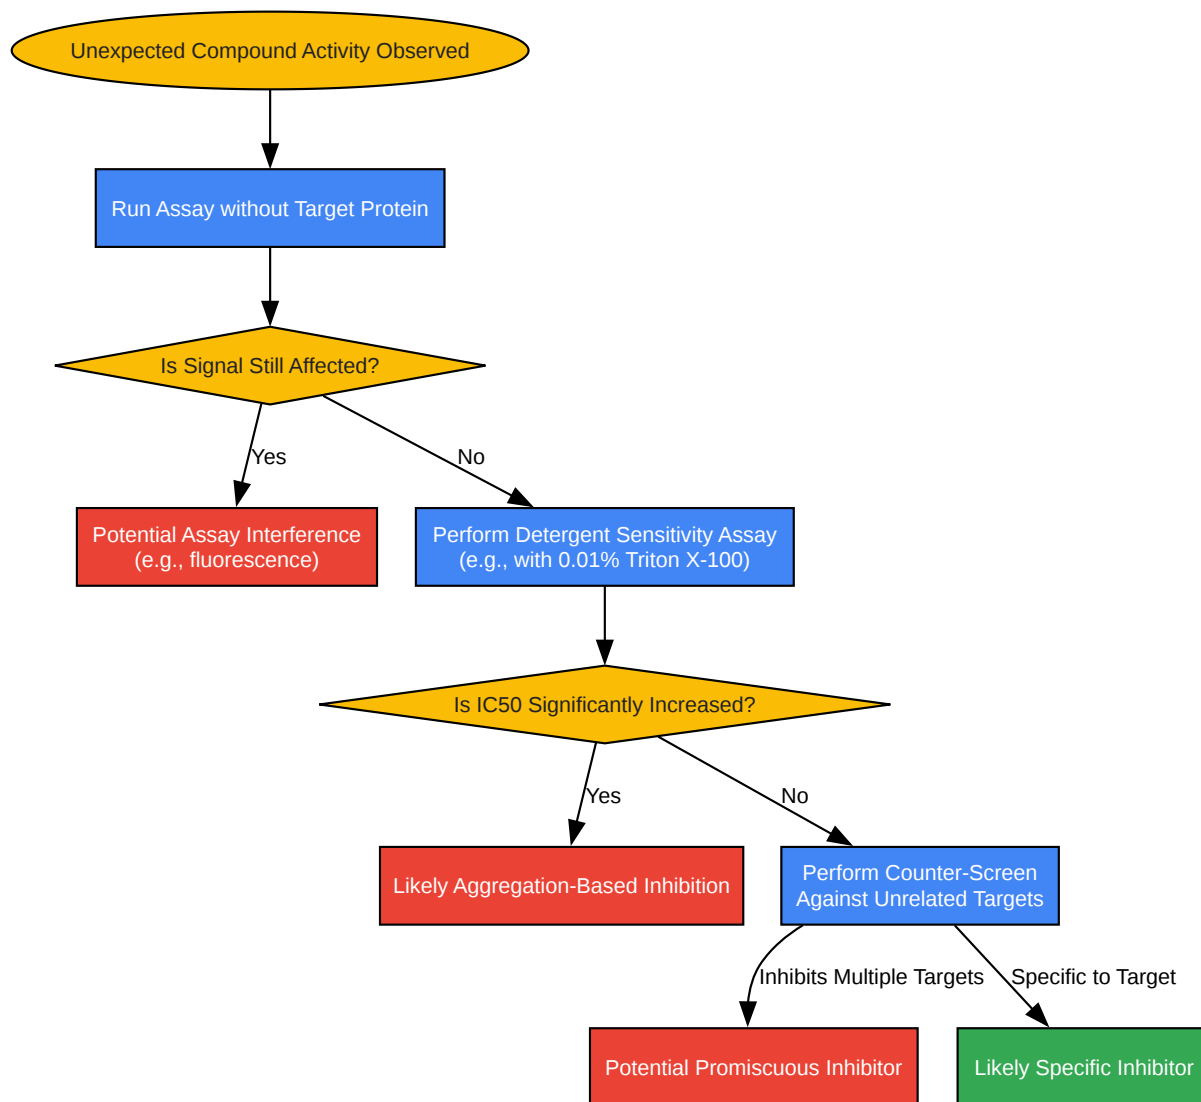 Unexpected Compound Activity Observed
Run Assay without Target Protein
Is Signal Still Affected?
Yes
No
Potential Assay Interference
(e.g., fluorescence)
Perform Detergent Sensitivity Assay
(e.g., with 0.01% Triton X-100)
Is IC50 Significantly Increased?
Yes
No
Likely Aggregation-Based Inhibition
Perform Counter-Screen
Against Unrelated Targets
Inhibits Multiple Targets
Specific to Target
Potential Promiscuous Inhibitor
Likely Specific Inhibitor